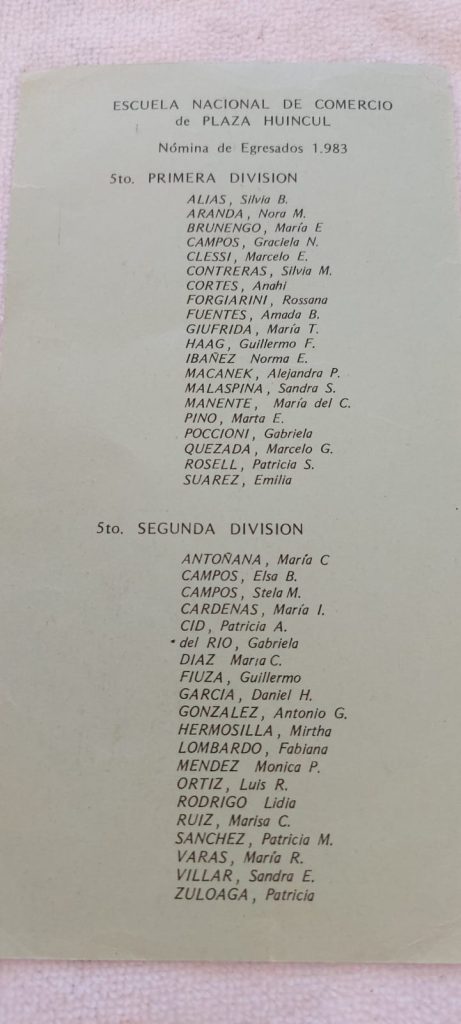 ESCUELA NACIONAL DE COMERCIO
de PLAZA HUINCUL
Nómina de Egresados 1.983
5to. PRIMERA DIVISION
ALIAS, Silvia B.
ARANDA, Nora M.
BRUNENGO, María E
CAMPOS, Graciela N.
CLESSI, Marcelo E.
CONTRERAS, Silvia M.
CORTES, Anahi
FORGIARINI, Rossana
FUENTES, Amada B.
GIUFRIDA, María T.
HAAG, Guillermo F.
IBAÑEZ Norma E.
MACANEK, Alejandra P.
MALASPINA, Sandra S.
MANENTE, María del C.
PINO, Marta E.
POCCIONI, Gabriela
QUEZADA, Marcelo G.
ROSELL, Patricia S.
SUAREZ, Emilia
5to. SEGUNDA DIVISION
ANTOÑANA, María C
CAMPOS, Elsa B.
CAMPOS, Stela M.
CARDENAS, María I.
CID, Patricia A.
del RIO, Gabriela
DIAZ María C.
FIUZA, Guillermo
GARCIA, Daniel H.
GONZALEZ, Antonio G.
HERMOSILLA, Mirtha
LOMBARDO, Fabiana
MENDEZ Monica P.
ORTIZ, Luis R.
RODRIGO Lidia
RUIZ, Marisa C.
SANCHEZ, Patricia M.
VARAS, María R.
VILLAR, Sandra E.
ZULOAGA, Patricia